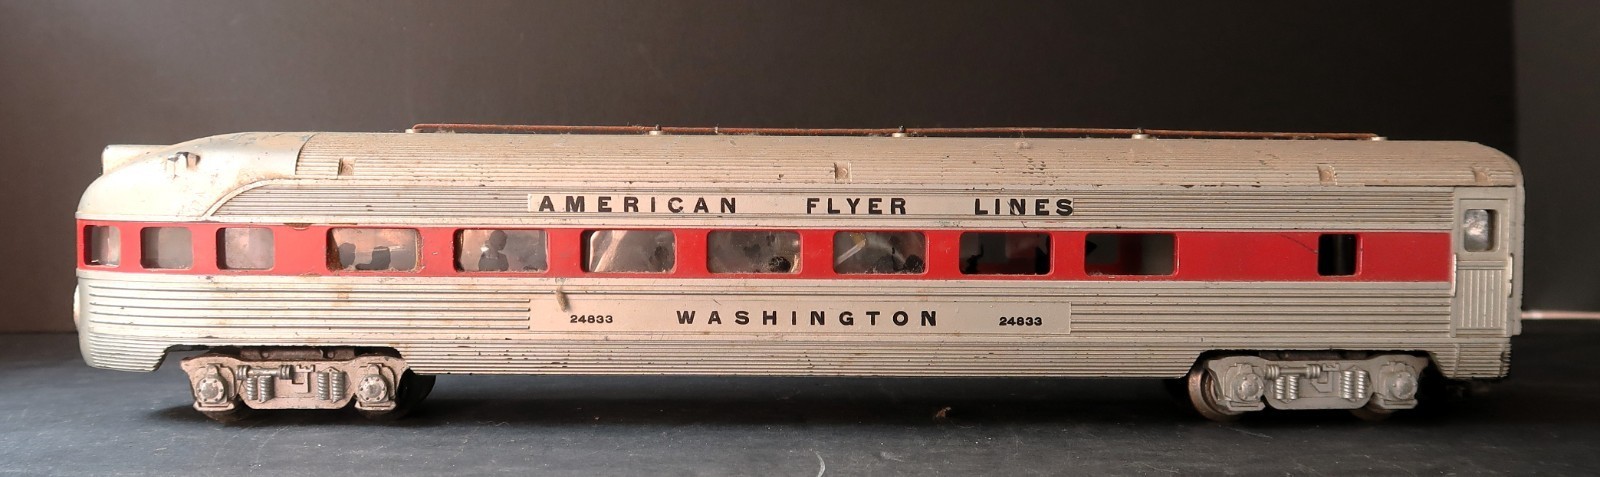 AMERICAN FLYER LINES
24833 WASHINGTON 24833